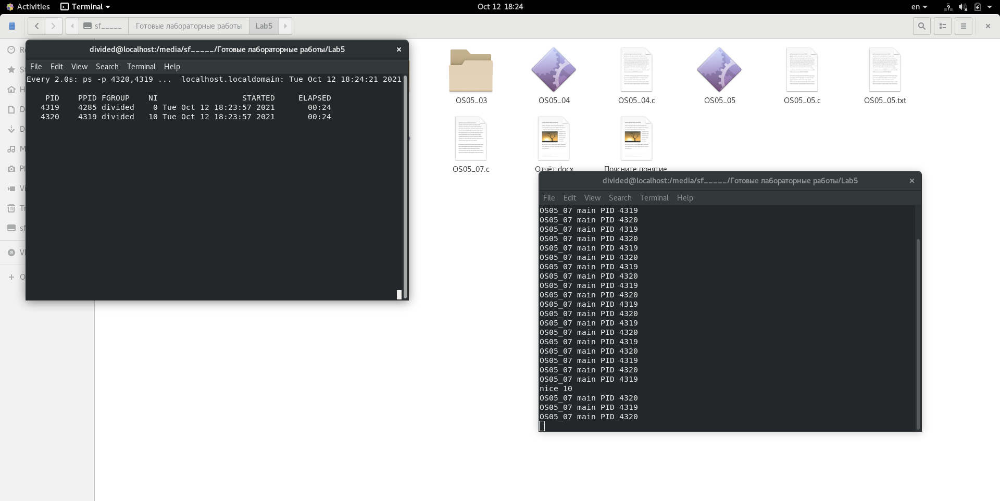 Activities
Terminal
Oct 12 18:24
en
sf_____
Готовые лабораторные работы
Lab5
divided@localhost:/media/sf_____/Готовые лабораторные работы/Lab5
File Edit View Search Terminal Help
Every 2.0s: ps -p 4320,4319 ... localhost.localdomain: Tue Oct 12 18:24:21 2021
PID PPID FGROUP NI STARTED ELAPSED
4319 4285 divided 0 Tue Oct 12 18:23:57 2021 00:24
4320 4319 divided 10 Tue Oct 12 18:23:57 2021 00:24
OS05_03
OS05_04
OS05_04.c
OS05_05
OS05_05.c
OS05_05.txt
OS05_07.c
Отчёт.docx
Поясните понятие
divided@localhost:/media/sf_____/Готовые лабораторные работы/Lab5
File Edit View Search Terminal Help
OS05_07 main PID 4319
OS05_07 main PID 4320
OS05_07 main PID 4319
OS05_07 main PID 4320
OS05_07 main PID 4319
OS05_07 main PID 4320
OS05_07 main PID 4319
OS05_07 main PID 4320
OS05_07 main PID 4319
OS05_07 main PID 4320
OS05_07 main PID 4319
OS05_07 main PID 4320
OS05_07 main PID 4319
OS05_07 main PID 4320
OS05_07 main PID 4319
OS05_07 main PID 4320
OS05_07 main PID 4319
OS05_07 main PID 4320
OS05_07 main PID 4319
nice 10
OS05_07 main PID 4320
OS05_07 main PID 4319
OS05_07 main PID 4320